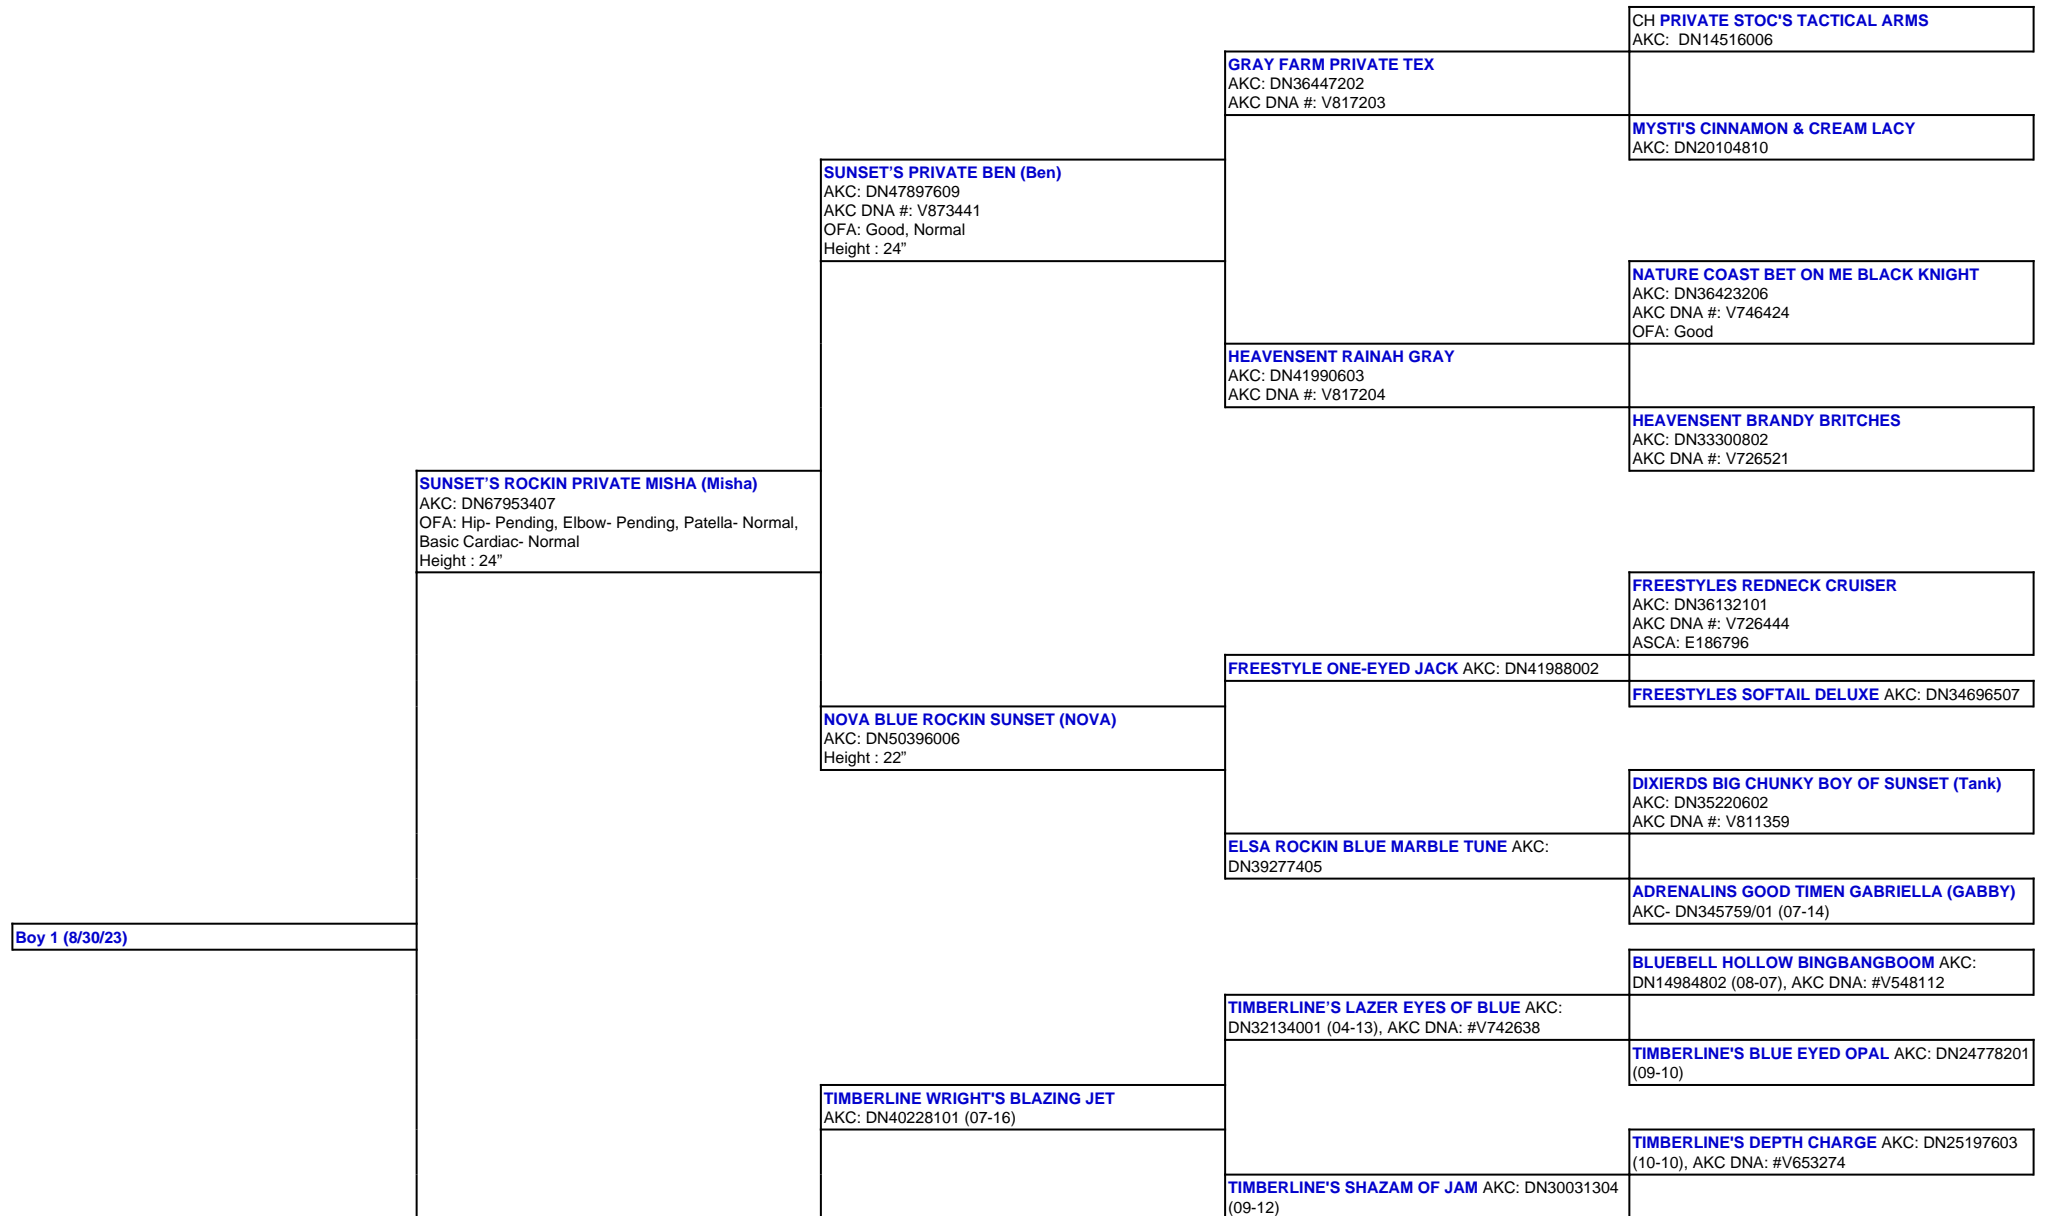 CH PRIVATE STOC'S TACTICAL ARMS
AKC:  DN14516006
GRAY FARM PRIVATE TEX
AKC: DN36447202
AKC DNA #: V817203
MYSTI'S CINNAMON & CREAM LACY
AKC: DN20104810
SUNSET’S PRIVATE BEN (Ben)
AKC: DN47897609
AKC DNA #: V873441
OFA: Good, Normal
Height : 24”
NATURE COAST BET ON ME BLACK KNIGHT
AKC: DN36423206
AKC DNA #: V746424
OFA: Good
HEAVENSENT RAINAH GRAY
AKC: DN41990603
AKC DNA #: V817204
HEAVENSENT BRANDY BRITCHES
AKC: DN33300802
AKC DNA #: V726521
SUNSET’S ROCKIN PRIVATE MISHA (Misha)
AKC: DN67953407
OFA: Hip- Pending, Elbow- Pending, Patella- Normal,
Basic Cardiac- Normal
Height : 24”
FREESTYLES REDNECK CRUISER
AKC: DN36132101
AKC DNA #: V726444
ASCA: E186796
FREESTYLE ONE-EYED JACK AKC: DN41988002
FREESTYLES SOFTAIL DELUXE AKC: DN34696507
NOVA BLUE ROCKIN SUNSET (NOVA)
AKC: DN50396006
Height : 22”
DIXIERDS BIG CHUNKY BOY OF SUNSET (Tank)
AKC: DN35220602
AKC DNA #: V811359
ELSA ROCKIN BLUE MARBLE TUNE AKC:
DN39277405
ADRENALINS GOOD TIMEN GABRIELLA (GABBY)
AKC- DN345759/01 (07-14)
Boy 1 (8/30/23)
BLUEBELL HOLLOW BINGBANGBOOM AKC:
DN14984802 (08-07), AKC DNA: #V548112
TIMBERLINE’S LAZER EYES OF BLUE AKC:
DN32134001 (04-13), AKC DNA: #V742638
TIMBERLINE'S BLUE EYED OPAL AKC: DN24778201
(09-10)
TIMBERLINE WRIGHT'S BLAZING JET
AKC: DN40228101 (07-16)
TIMBERLINE'S DEPTH CHARGE AKC: DN25197603
(10-10), AKC DNA: #V653274
TIMBERLINE'S SHAZAM OF JAM AKC: DN30031304
(09-12)